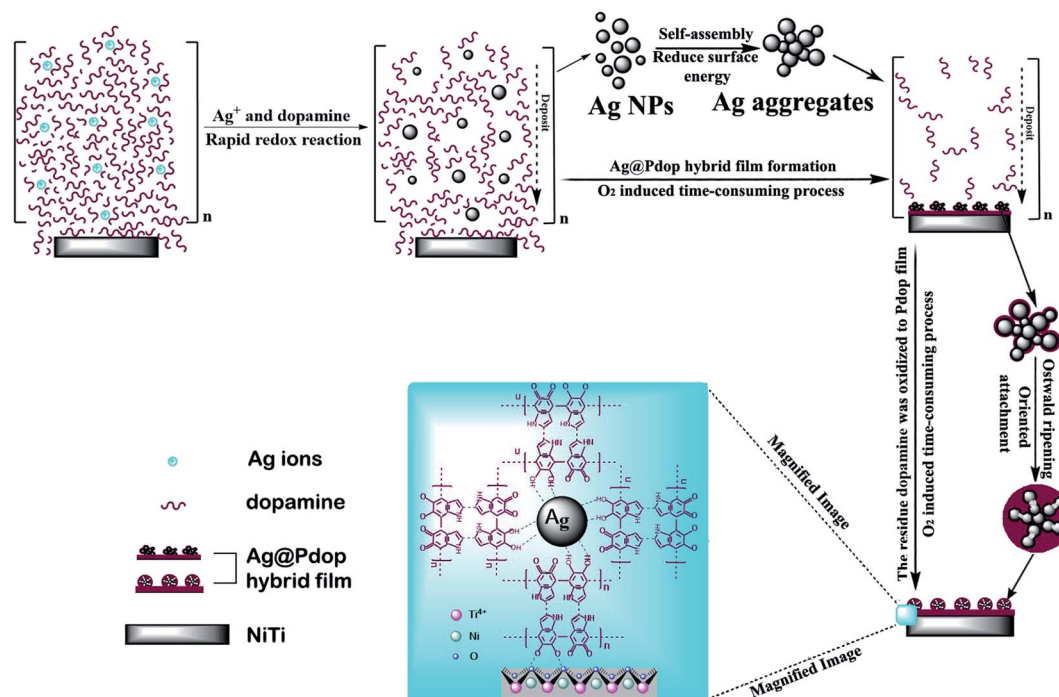 n
Ag+ and dopamine
Rapid redox reaction
Deposit
n
Ag NPs
Self-assembly
Reduce surface
energy
Ag aggregates
Ag@Pdop hybrid film formation
O2 induced time-consuming process
Deposit
n
The residue dopamine was oxidized to Pdop film
O2 induced time-consuming process
Ostwald ripening
Oriented
attachment
Magnified Image
Magnified Image
Ag ions
dopamine
Ag@Pdop
hybrid film
NiTi
Ag
Ti4+
Ni
O